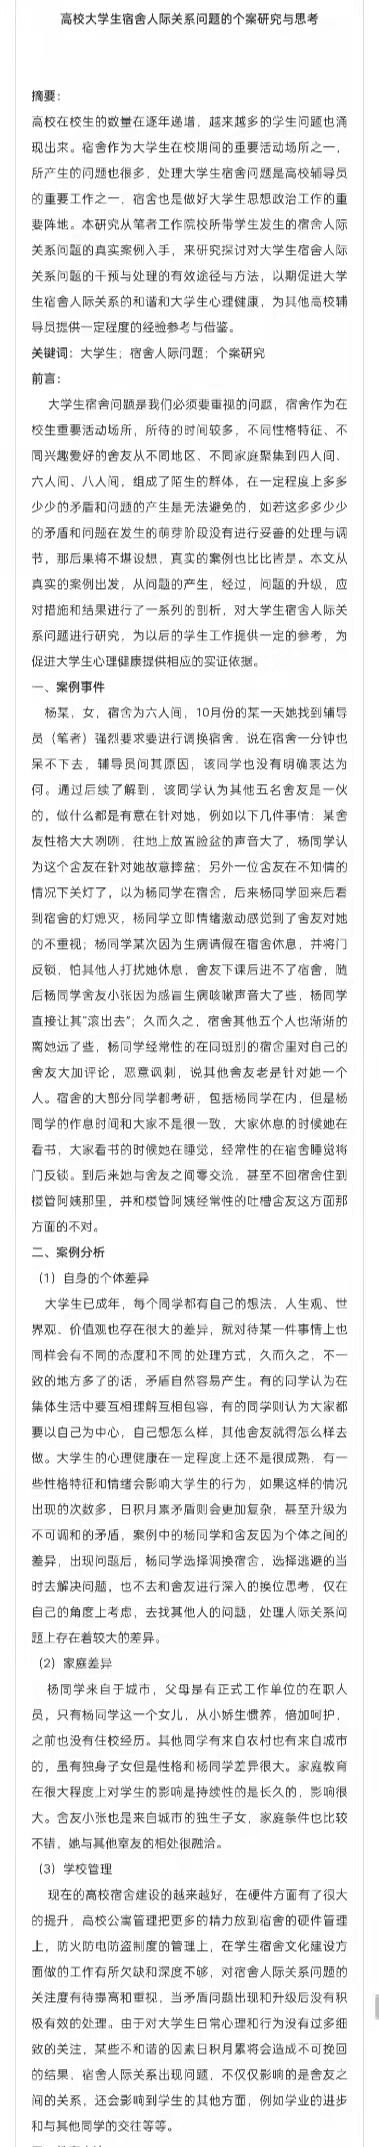 高校大学生宿舍人际关系问题的个案研究与思考
摘要：
高校在校生的数量在逐年递增，越来越多的学生问题也涌
现出来。宿舍作为大学生在校期间的重要活动场所之一，
所产生的问题也很多，处理大学生宿舍问题是高校辅导员
的重要工作之一，宿舍也是做好大学生思想政治工作的重
要阵地。本研究从笔者工作院校所带学生发生的宿舍人际
关系问题的真实案例入手，来研究探讨对大学生宿舍人际
关系问题的干预与处理的有效途径与方法，以期促进大学
生宿舍人际关系的和谐和大学生心理健康，为其他高校辅
导员提供一定程度的经验参考与借鉴。
关键词：大学生；宿舍人际问题；个案研究
前言：
大学生宿舍问题是我们必须要重视的问题，宿舍作为在
校生重要活动场所，所待的时间较多，不同性格特征、不
同兴趣爱好的舍友从不同地区、不同家庭聚集到四人间、
六人间、八人间，组成了陌生的群体，在一定程度上多多
少少的矛盾和问题的产生是无法避免的，如若这多多少少
的矛盾和问题在发生的萌芽阶段没有进行妥善的处理与调
节，那后果将不堪设想，真实的案例也比比皆是。本文从
真实的案例出发，从问题的产生，经过，问题的升级，应
对措施和结果进行了一系列的剖析，对大学生宿舍人际关
系问题进行研究，为以后的学生工作提供一定的参考，为
促进大学生心理健康提供相应的实证依据。
一、案例事件
杨某，女，宿舍为六人间，10月份的某一天她找到辅导
员（笔者）强烈要求要进行调换宿舍，说在宿舍一分钟也
呆不下去，辅导员问其原因，该同学也没有明确表达为
何。通过后续了解到，该同学认为其他五名舍友是一伙
的，做什么都是有意在针对她，例如以下几件事情：某舍
友性格大大咧咧，往地上放置脸盆的声音大了，杨同学认
为这个舍友在针对她故意摔盆；另外一位舍友在不知情的
情况下关灯了，以为杨同学在宿舍，后来杨同学回来后看
到宿舍的灯熄灭，杨同学立即情绪激动感觉到了舍友对她
的不重视；杨同学某次因为生病请假在宿舍休息，并将门
反锁，怕其他人打扰她休息，舍友下课后进不了宿舍，随
后杨同学舍友小张因为感冒生病咳嗽声音大了些，杨同学
直接让其“滚出去”；久而久之，宿舍其他五个人也渐渐的
离她远了些，杨同学经常性的在同班别的宿舍里对自己的
舍友大加评论，恶意讽刺，说其他舍友老是针对她一个
人。宿舍的大部分同学都考研，包括杨同学在内，但是杨
同学的作息时间和大家不是很一致，大家休息的时候她在
看书，大家看书的时候她在睡觉，经常性的在宿舍睡觉将
门反锁。到后来她与舍友之间零交流，甚至不回宿舍住到
楼管阿姨那里，并和楼管阿姨经常性的吐槽舍友这方面那
方面的不对。
二、案例分析
（1）自身的个体差异
大学生已成年，每个同学都有自己的想法，人生观、世
界观、价值观也存在很大的差异，就对待某一件事情上也
同样会有不同的态度和不同的处理方式，久而久之，不一
致的地方多了的话，矛盾自然容易产生。有的同学认为在
集体生活中要互相理解互相包容，有的同学则认为大家都
要以自己为中心，自己想怎么样，其他舍友就得怎么样去
做。大学生的心理健康在一定程度上还不是很成熟，有一
些性格特征和情绪会影响大学生的行为，如果这样的情况
出现的次数多，日积月累矛盾则会更加复杂，甚至升级为
不可调和的矛盾，案例中的杨同学和舍友因为个体之间的
差异，出现问题后，杨同学选择调换宿舍，选择逃避的当
时去解决问题，也不去和舍友进行深入的换位思考，仅在
自己的角度上考虑，去找其他人的问题，处理人际关系问
题上存在着较大的差异。
（2）家庭差异
杨同学来自于城市，父母是有正式工作单位的在职人
员，只有杨同学这一个女儿，从小娇生惯养，倍加呵护，
之前也没有住校经历。其他同学有来自农村也有来自城市
的，虽有独身子女但是性格和杨同学差异很大。家庭教育
在很大程度上对学生的影响是持续性的是长久的，影响很
大。舍友小张也是来自城市的独生子女，家庭条件也比较
不错，她与其他室友的相处很融洽。
（3）学校管理
现在的高校宿舍建设的越来越好，在硬件方面有了很大
的提升，高校公寓管理把更多的精力放到宿舍的硬件管理
上，防火防电防盗制度的管理上，在学生宿舍文化建设方
面做的工作有所欠缺和深度不够，对宿舍人际关系问题的
关注度有待提高和重视，当矛盾问题出现和升级后没有积
极有效的处理。由于对大学生日常心理和行为没有过多细
致的关注，某些不和谐的因素日积月累将会造成不可挽回
的结果，宿舍人际关系出现问题，不仅仅影响的是舍友之
间的关系，还会影响到学生的其他方面，例如学业的进步
和与其他同学的交往等等。